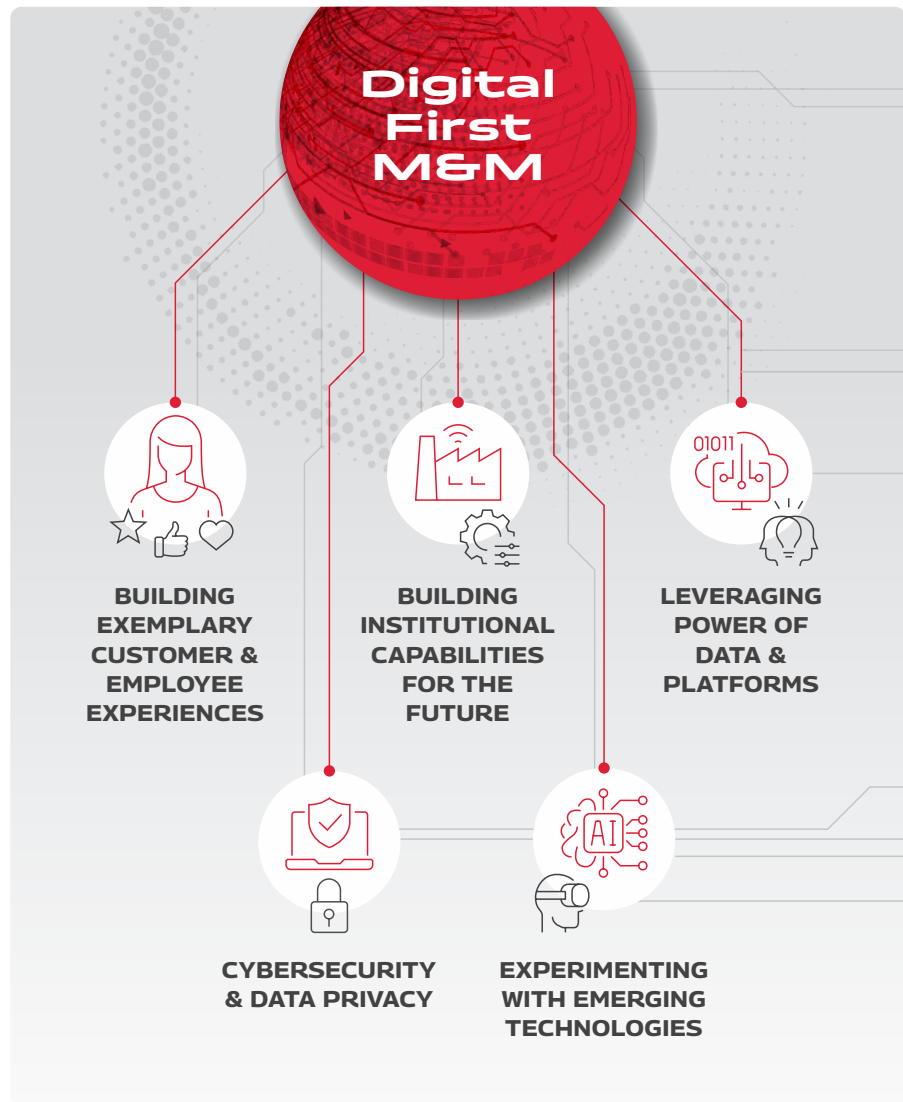 Digital
First
M&M
01011
BUILDING
EXEMPLARY
CUSTOMER &
EMPLOYEE
EXPERIENCES
BUILDING
INSTITUTIONAL
CAPABILITIES
FOR THE
FUTURE
LEVERAGING
POWER OF
DATA &
PLATFORMS
AI
CYBERSECURITY
& DATA PRIVACY
EXPERIMENTING
WITH EMERGING
TECHNOLOGIES